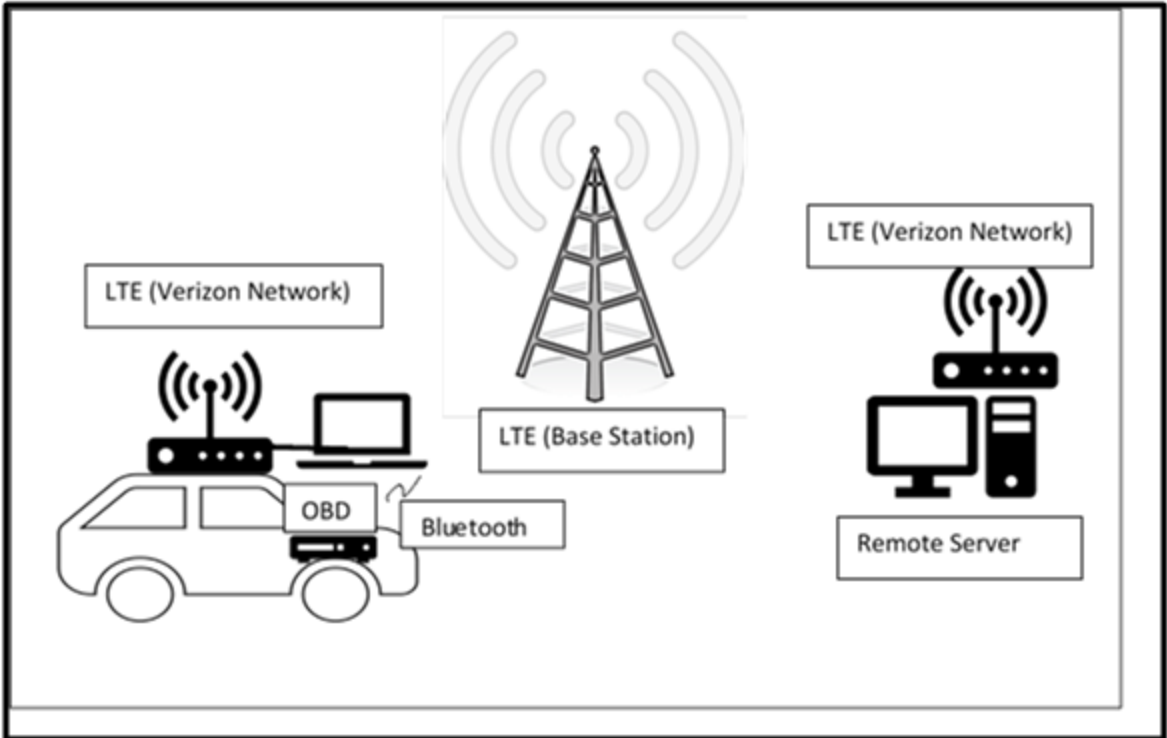 LTE (Verizon Network)
LTE (Verizon Network)
LTE (Base Station)
OBD
Bluetooth
Remote Server